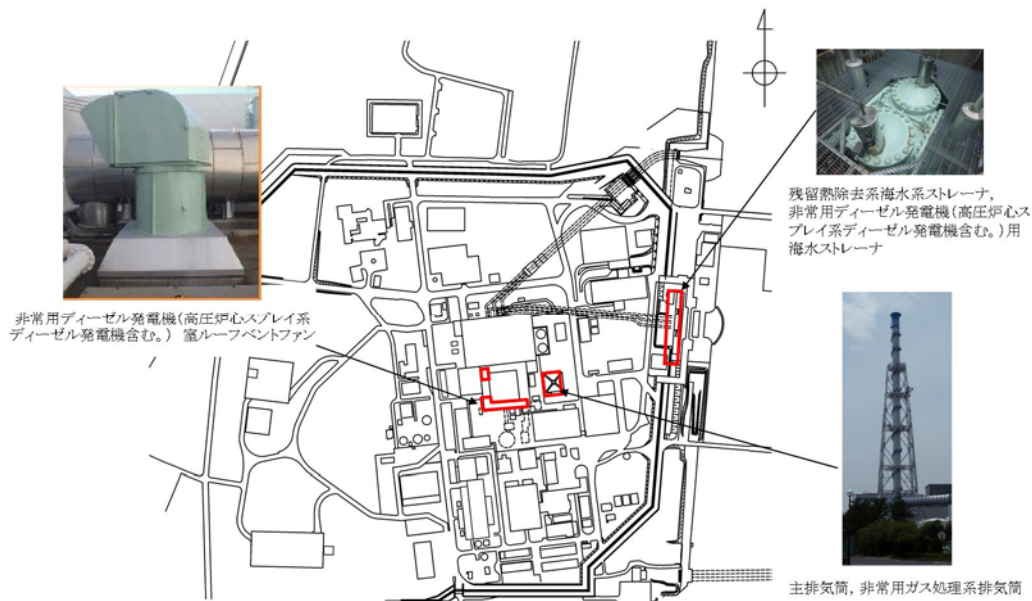 残留熱除去系海水系ストレーナ,
非常用ディーゼル発電機(高圧炉心ス
プレイ系ディーゼル発電機含む。)用
海水ストレーナ
非常用ディーゼル発電機(高圧炉心スプレイ系
ディーゼル発電機含む。) 室ルーフベントファン
主排気筒, 非常用ガス処理系排気筒